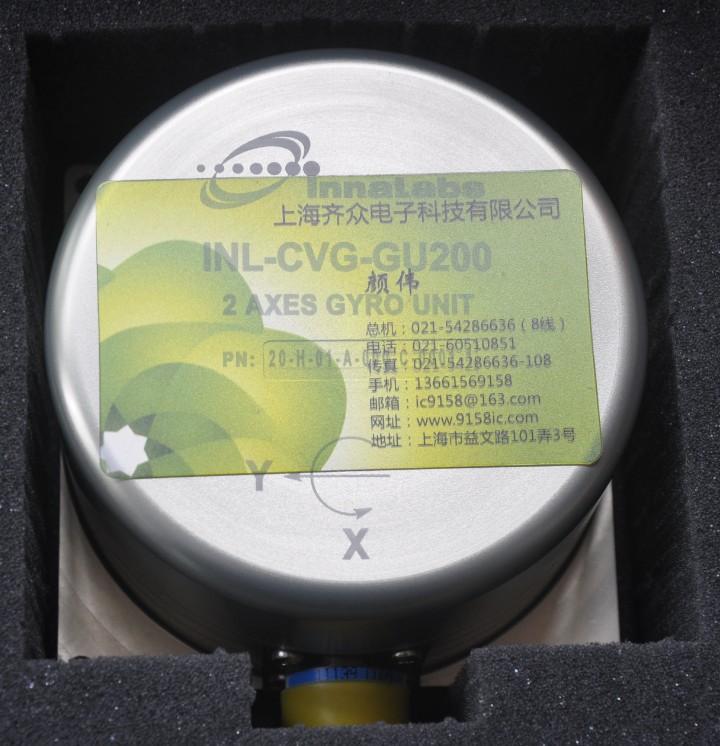 InnaLabs
上海齐众电子科技有限公司
INL-CVG-GU200
颜伟
2 AXES GYRO UNIT
总机：021-54286636（8线）
电话：021-60510851
PN: 20-H-01-A-
传真：021-54286636-108
手机：13661569158
邮箱：ic9158@163.com
网址：www.9158ic.com
地址：上海市益文路101弄3号
Y
X